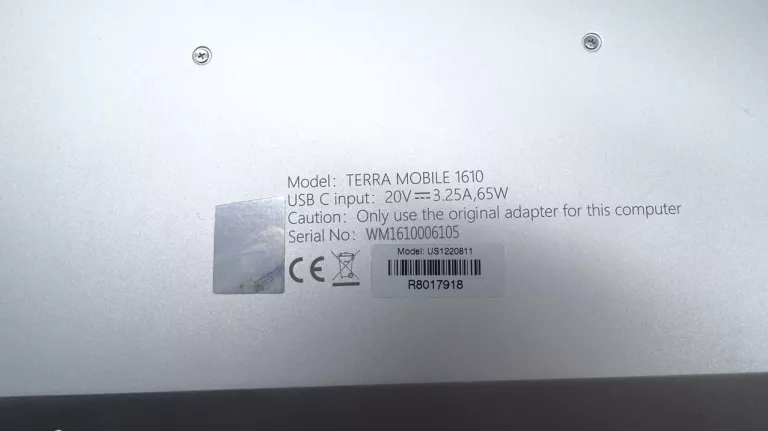 Model: TERRA MOBILE 1610
USB C input: 20V⎓3.25A,65W
Caution: Only use the original adapter for this computer
Serial No: WM1610006105
CE
Model: US1220811
R8017918